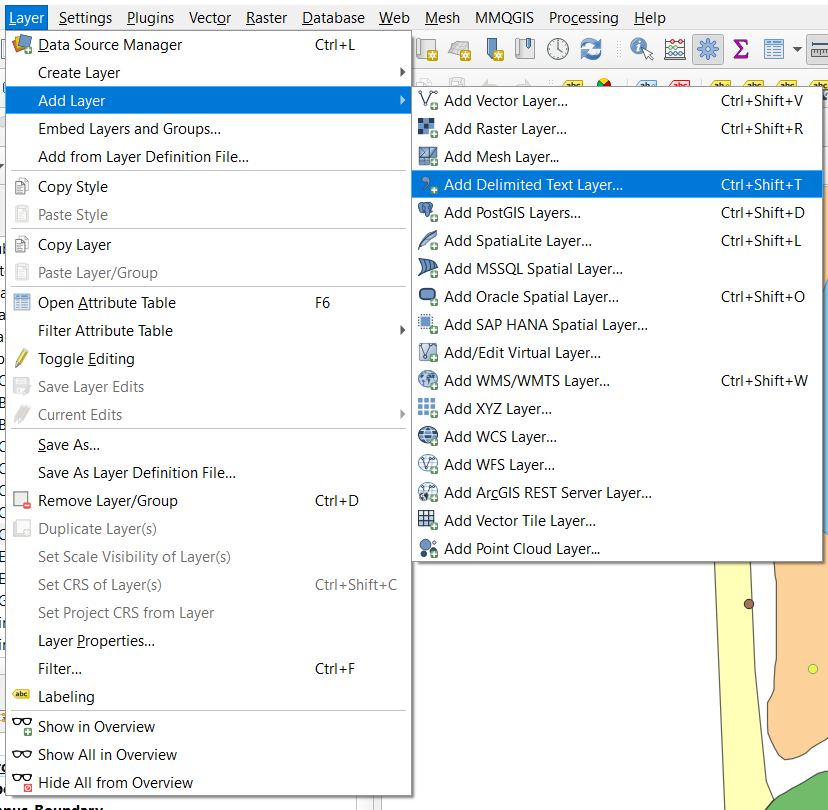 Layer Settings Plugins Vector Raster Database Web Mesh MMQGIS Processing Help
Data Source Manager Ctrl+L
Create Layer
Add Layer
Embed Layers and Groups...
Add from Layer Definition File...
Copy Style
Paste Style
Copy Layer
Paste Layer/Group
Open Attribute Table F6
Filter Attribute Table
Toggle Editing
Save Layer Edits
Current Edits
Save As...
Save As Layer Definition File...
Remove Layer/Group Ctrl+D
Duplicate Layer(s)
Set Scale Visibility of Layer(s)
Set CRS of Layer(s) Ctrl+Shift+C
Set Project CRS from Layer
Layer Properties...
Filter... Ctrl+F
abc Labeling
Show in Overview
Show All in Overview
Hide All from Overview
Add Vector Layer... Ctrl+Shift+V
Add Raster Layer... Ctrl+Shift+R
Add Mesh Layer...
Add Delimited Text Layer... Ctrl+Shift+T
Add PostGIS Layers... Ctrl+Shift+D
Add SpatiaLite Layer... Ctrl+Shift+L
Add MSSQL Spatial Layer...
Add Oracle Spatial Layer... Ctrl+Shift+O
Add SAP HANA Spatial Layer...
Add/Edit Virtual Layer...
Add WMS/WMTS Layer... Ctrl+Shift+W
Add XYZ Layer...
Add WCS Layer...
Add WFS Layer...
Add ArcGIS REST Server Layer...
Add Vector Tile Layer...
Add Point Cloud Layer...